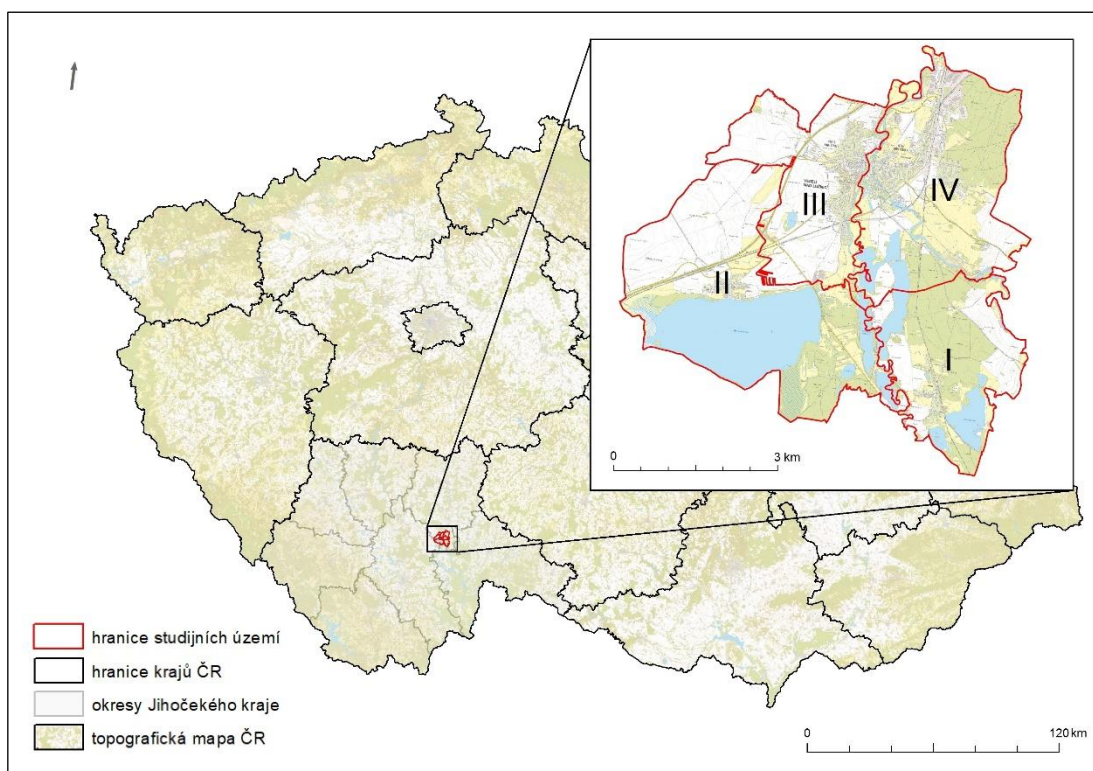 IV
III
II
I
0 3 km
hranice studijních území
hranice krajů ČR
okresy Jihočekého kraje
topografická mapa ČR
0 120 km